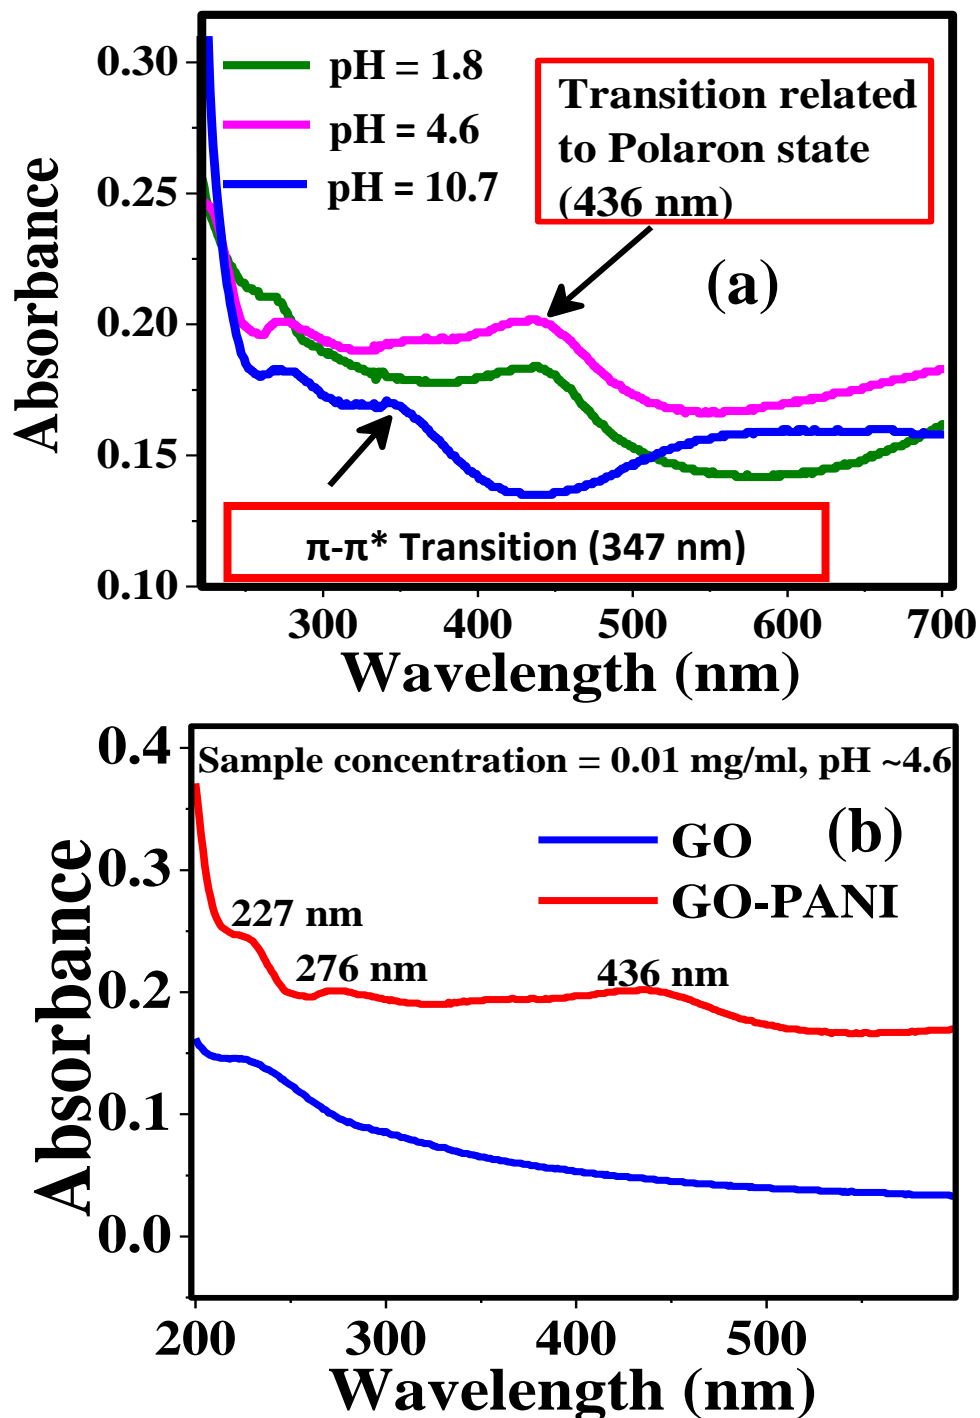 0.30
0.25
0.20
0.15
0.10
Absorbance
pH = 1.8
pH = 4.6
pH = 10.7
Transition related
to Polaron state
(436 nm)
(a)
π-π* Transition (347 nm)
300 400 500 600 700
Wavelength (nm)
0.4
0.3
0.2
0.1
0.0
Absorbance
Sample concentration = 0.01 mg/ml, pH ~4.6
GO
GO-PANI
(b)
227 nm
276 nm
436 nm
200 300 400 500
Wavelength (nm)